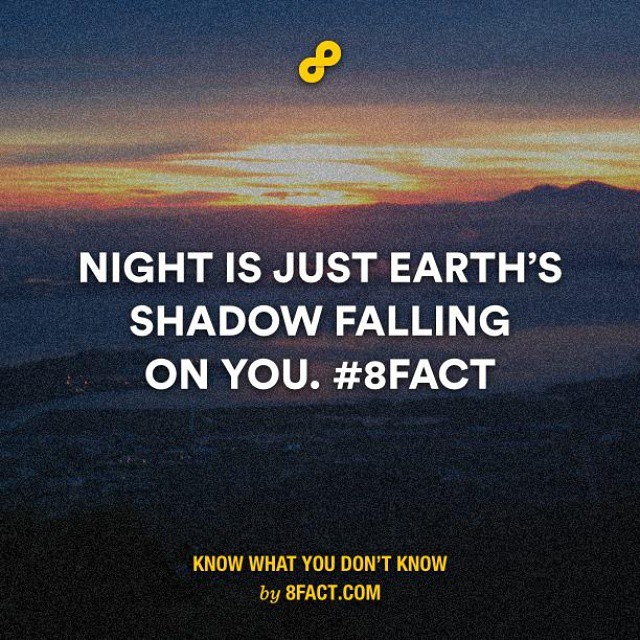 NIGHT IS JUST EARTH’S
SHADOW FALLING
ON YOU. #8FACT
KNOW WHAT YOU DON’T KNOW
by 8FACT.COM